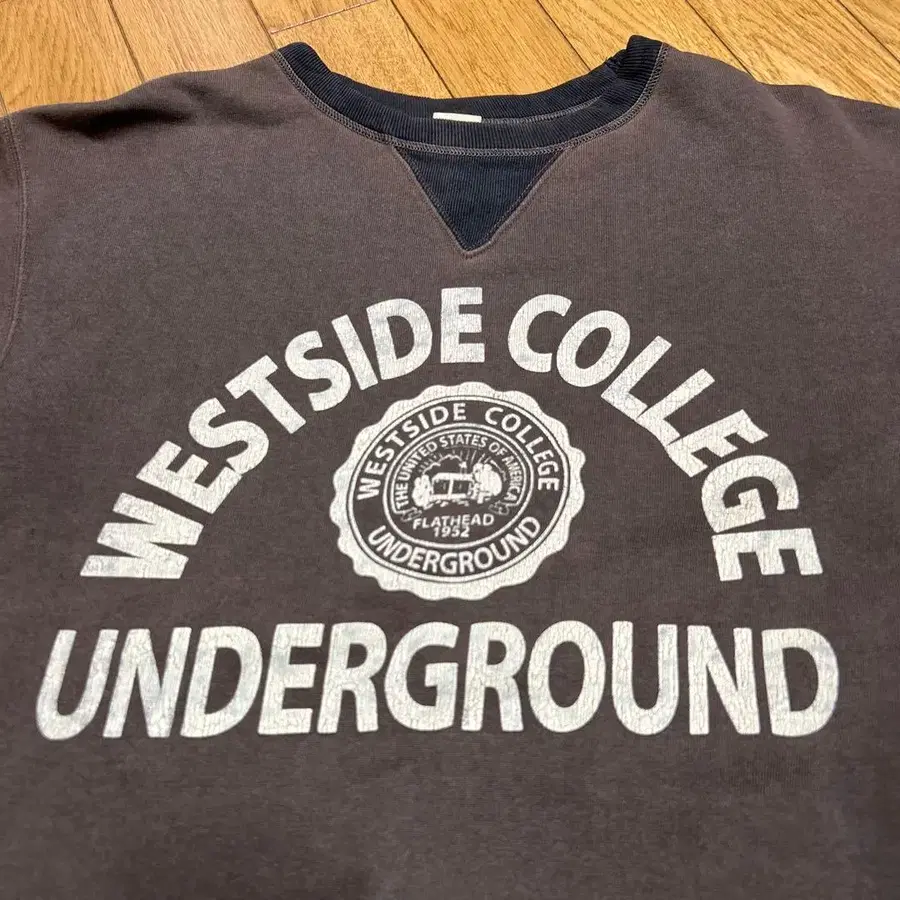 WESTSIDE COLLEGE
WESTSIDE COLLEGE
THE UNITED STATES OF AMERICA
FLATHEAD
1952
UNDERGROUND
UNDERGROUND